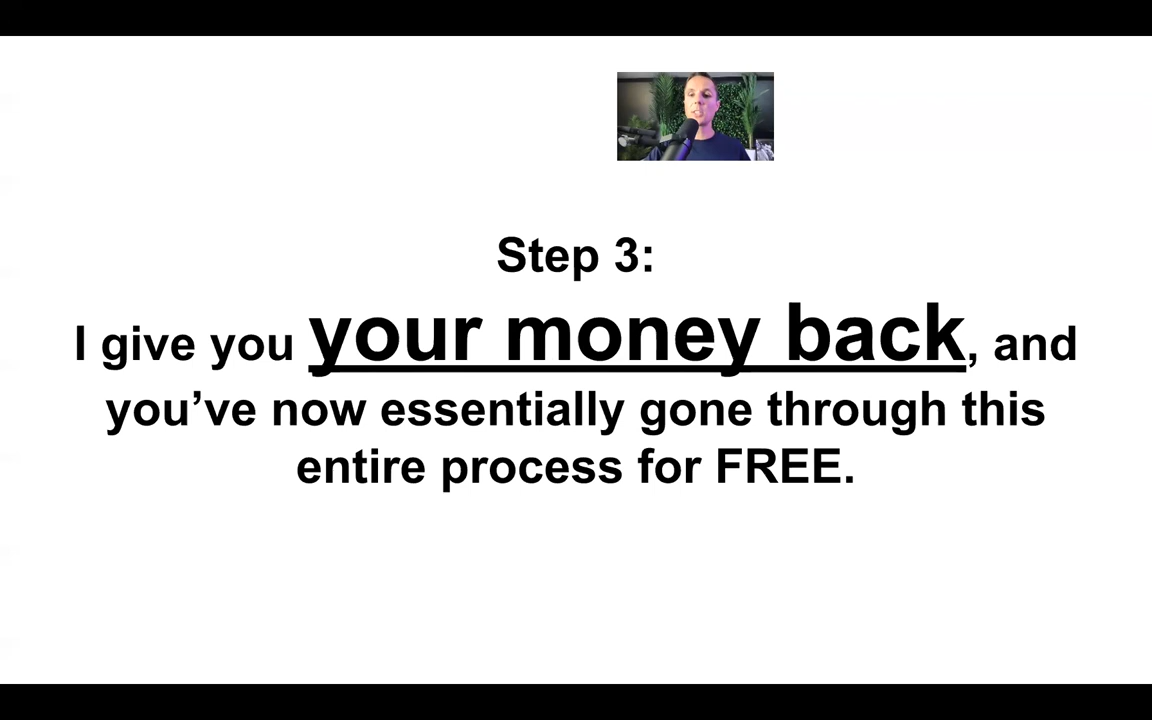 Step 3:
I give you your money back, and
you’ve now essentially gone through this
entire process for FREE.